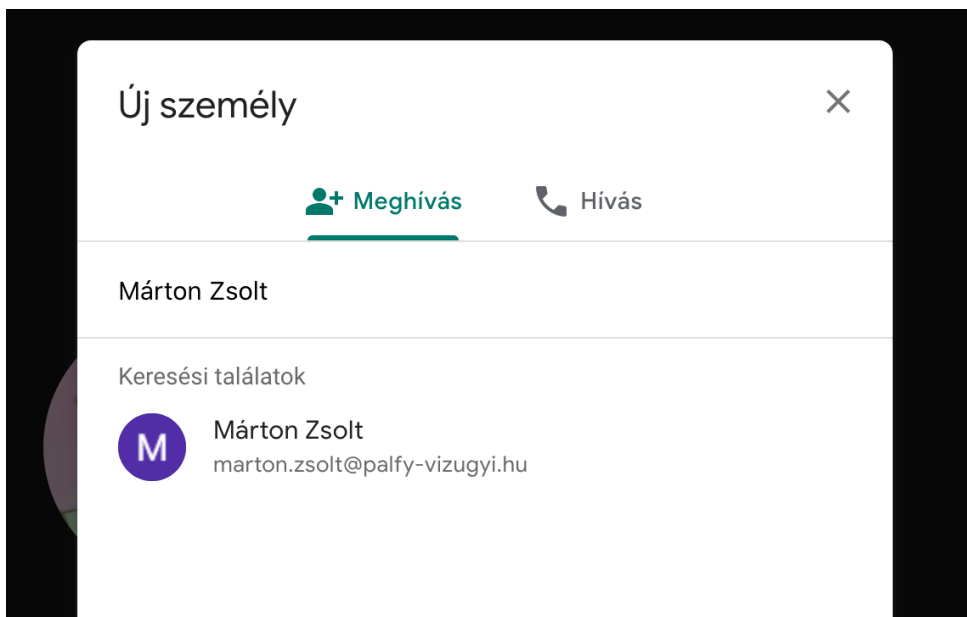 Új személy
Meghívás
Hívás
Márton Zsolt
Keresési találatok
M
Márton Zsolt
marton.zsolt@palfy-vizugyi.hu